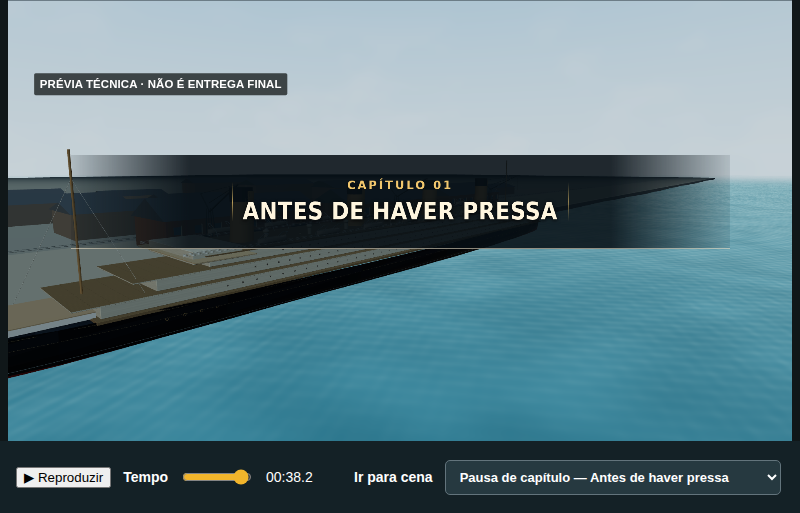 PRÉVIA TÉCNICA · NÃO É ENTREGA FINAL
CAPÍTULO 01
ANTES DE HAVER PRESSA
▶ Reproduzir Tempo 00:38.2 Ir para cena Pausa de capítulo — Antes de haver pressa